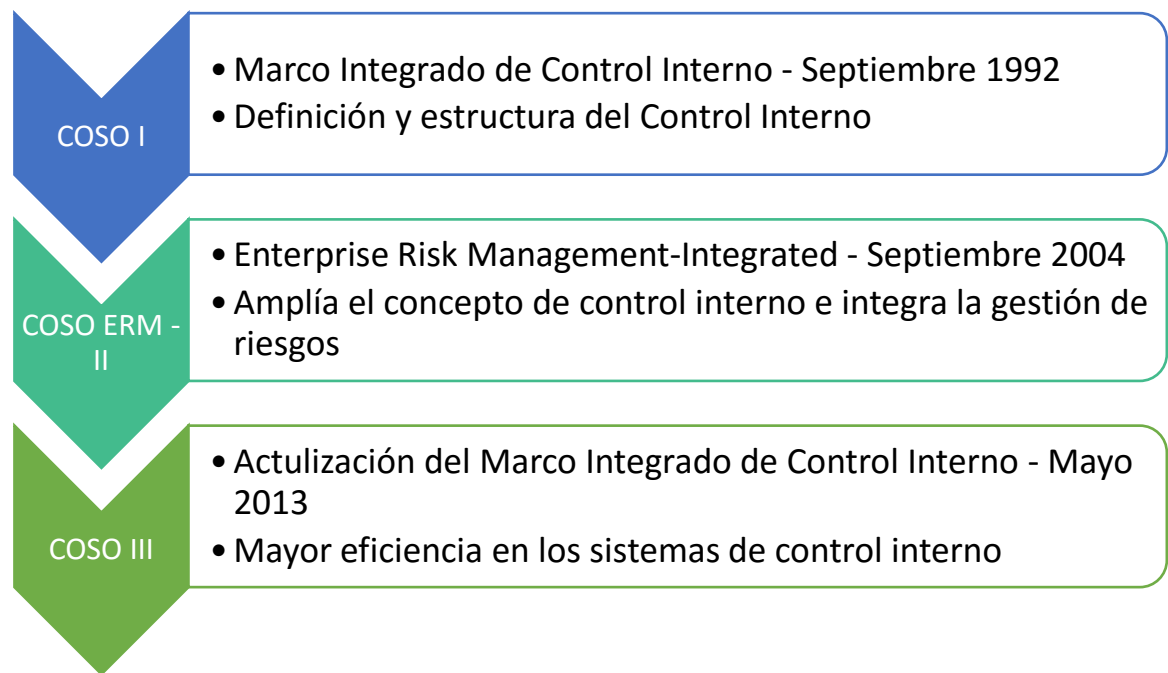 COSO I
• Marco Integrado de Control Interno - Septiembre 1992
• Definición y estructura del Control Interno
COSO ERM -
II
• Enterprise Risk Management-Integrated - Septiembre 2004
• Amplía el concepto de control interno e integra la gestión de
riesgos
COSO III
• Actulización del Marco Integrado de Control Interno - Mayo
2013
• Mayor eficiencia en los sistemas de control interno